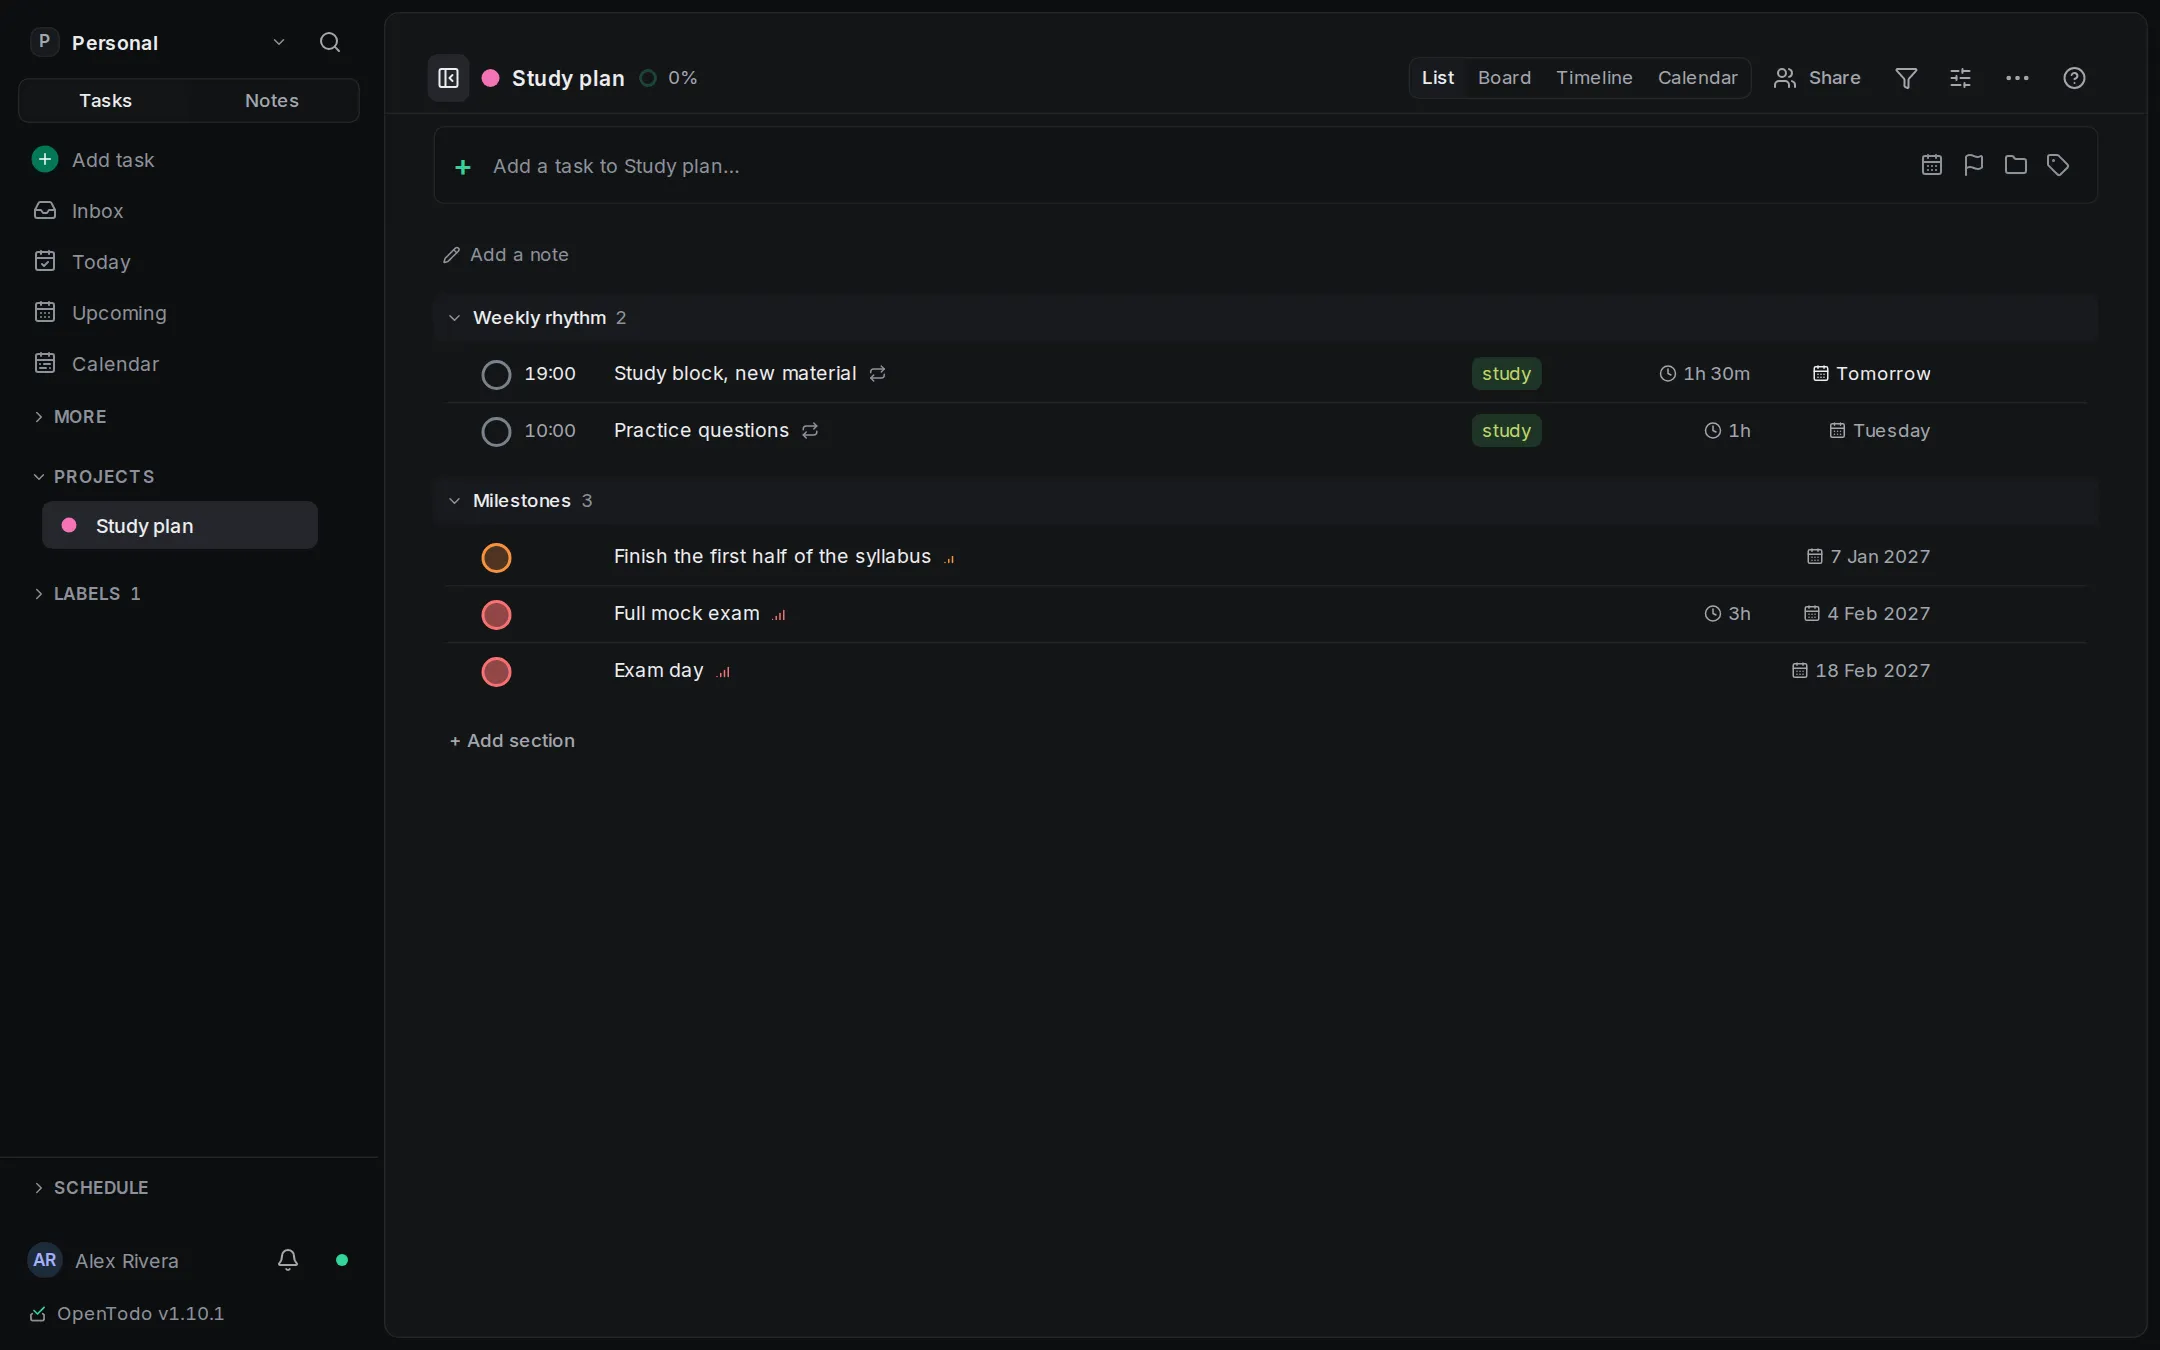 P Personal
Tasks Notes
Add task
Inbox
Today
Upcoming
Calendar
MORE
PROJECTS
Study plan
LABELS 1
SCHEDULE
AR Alex Rivera
OpenTodo v1.10.1
Study plan 0%
List Board Timeline Calendar Share
+ Add a task to Study plan...
Add a note
Weekly rhythm 2
19:00 Study block, new material study 1h 30m Tomorrow
10:00 Practice questions study 1h Tuesday
Milestones 3
Finish the first half of the syllabus 7 Jan 2027
Full mock exam 3h 4 Feb 2027
Exam day 18 Feb 2027
+ Add section